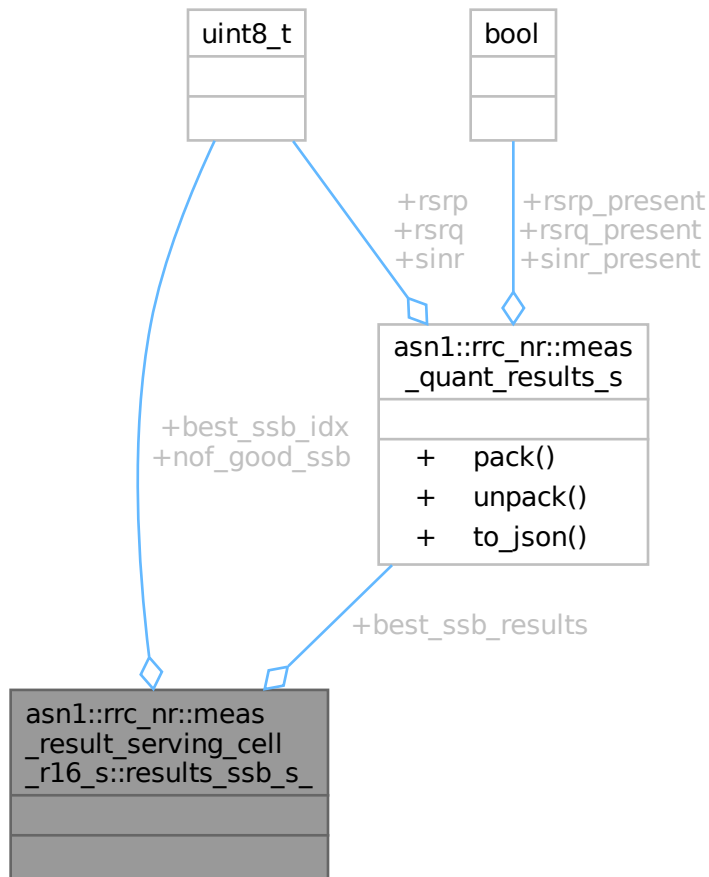 uint8_t
bool
+rsrp
+rsrq
+sinr
+rsrp_present
+rsrq_present
+sinr_present
asn1::rrc_nr::meas
_quant_results_s
+ pack()
+ unpack()
+ to_json()
+best_ssb_idx
+nof_good_ssb
+best_ssb_results
asn1::rrc_nr::meas
_result_serving_cell
_r16_s::results_ssb_s_